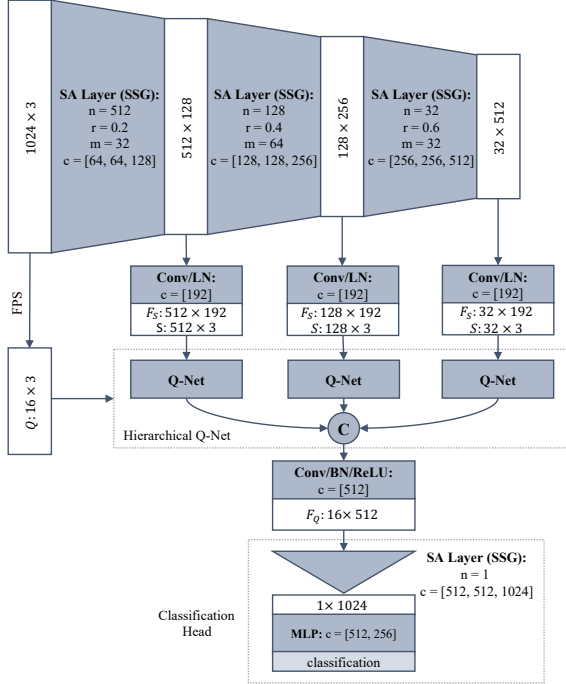 1024 × 3
SA Layer (SSG):
n = 512
r = 0.2
m = 32
c = [64, 64, 128]
512 × 128
SA Layer (SSG):
n = 128
r = 0.4
m = 64
c = [128, 128, 256]
128 × 256
SA Layer (SSG):
n = 32
r = 0.6
m = 32
c = [256, 256, 512]
32 × 512
FPS
Conv/LN:
c = [192]
F_S: 512 × 192
S: 512 × 3
Conv/LN:
c = [192]
F_S: 128 × 192
S: 128 × 3
Conv/LN:
c = [192]
F_S: 32 × 192
S: 32 × 3
Q: 16 × 3
Q-Net
Q-Net
Q-Net
C
Hierarchical Q-Net
Conv/BN/ReLU:
c = [512]
F_Q: 16× 512
SA Layer (SSG):
n = 1
c = [512, 512, 1024]
Classification
Head
1× 1024
MLP: c = [512, 256]
classification